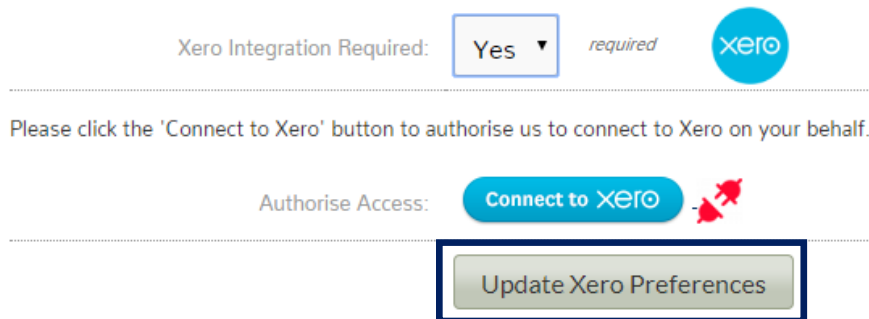 Xero Integration Required: Yes required xero
Please click the 'Connect to Xero' button to authorise us to connect to Xero on your behalf.
Authorise Access: Connect to xero
Update Xero Preferences